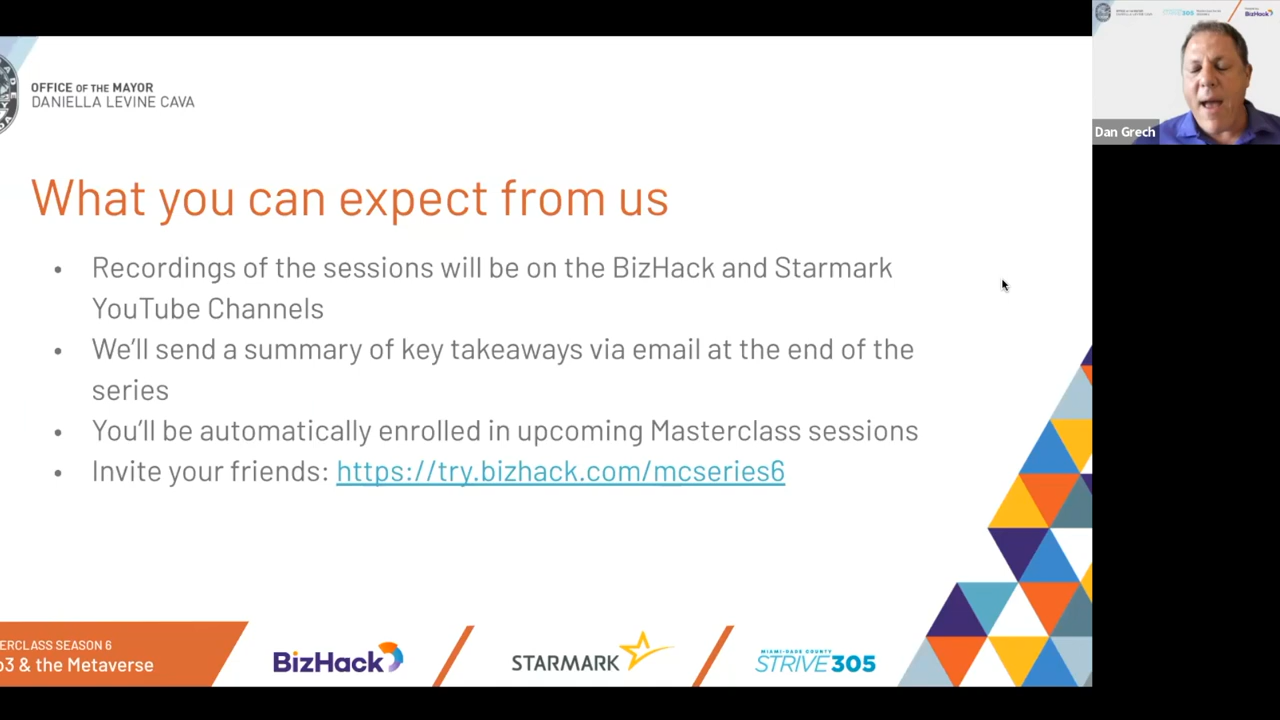 OFFICE OF THE MAYOR
DANIELLA LEVINE CAVA
What you can expect from us
• Recordings of the sessions will be on the BizHack and Starmark
YouTube Channels
• We'll send a summary of key takeaways via email at the end of the
series
• You'll be automatically enrolled in upcoming Masterclass sessions
• Invite your friends: https://try.bizhack.com/mcseries6
ERCLASS SEASON 6
o3 & the Metaverse
BizHack
STARMARK
MIAMI-DADE COUNTY
STRIVE305
BizHack
Dan Grech